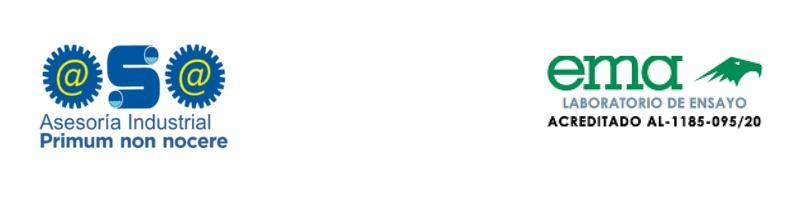 @S@
Asesoría Industrial
Primum non nocere
ema
LABORATORIO DE ENSAYO
ACREDITADO AL-1185-095/20